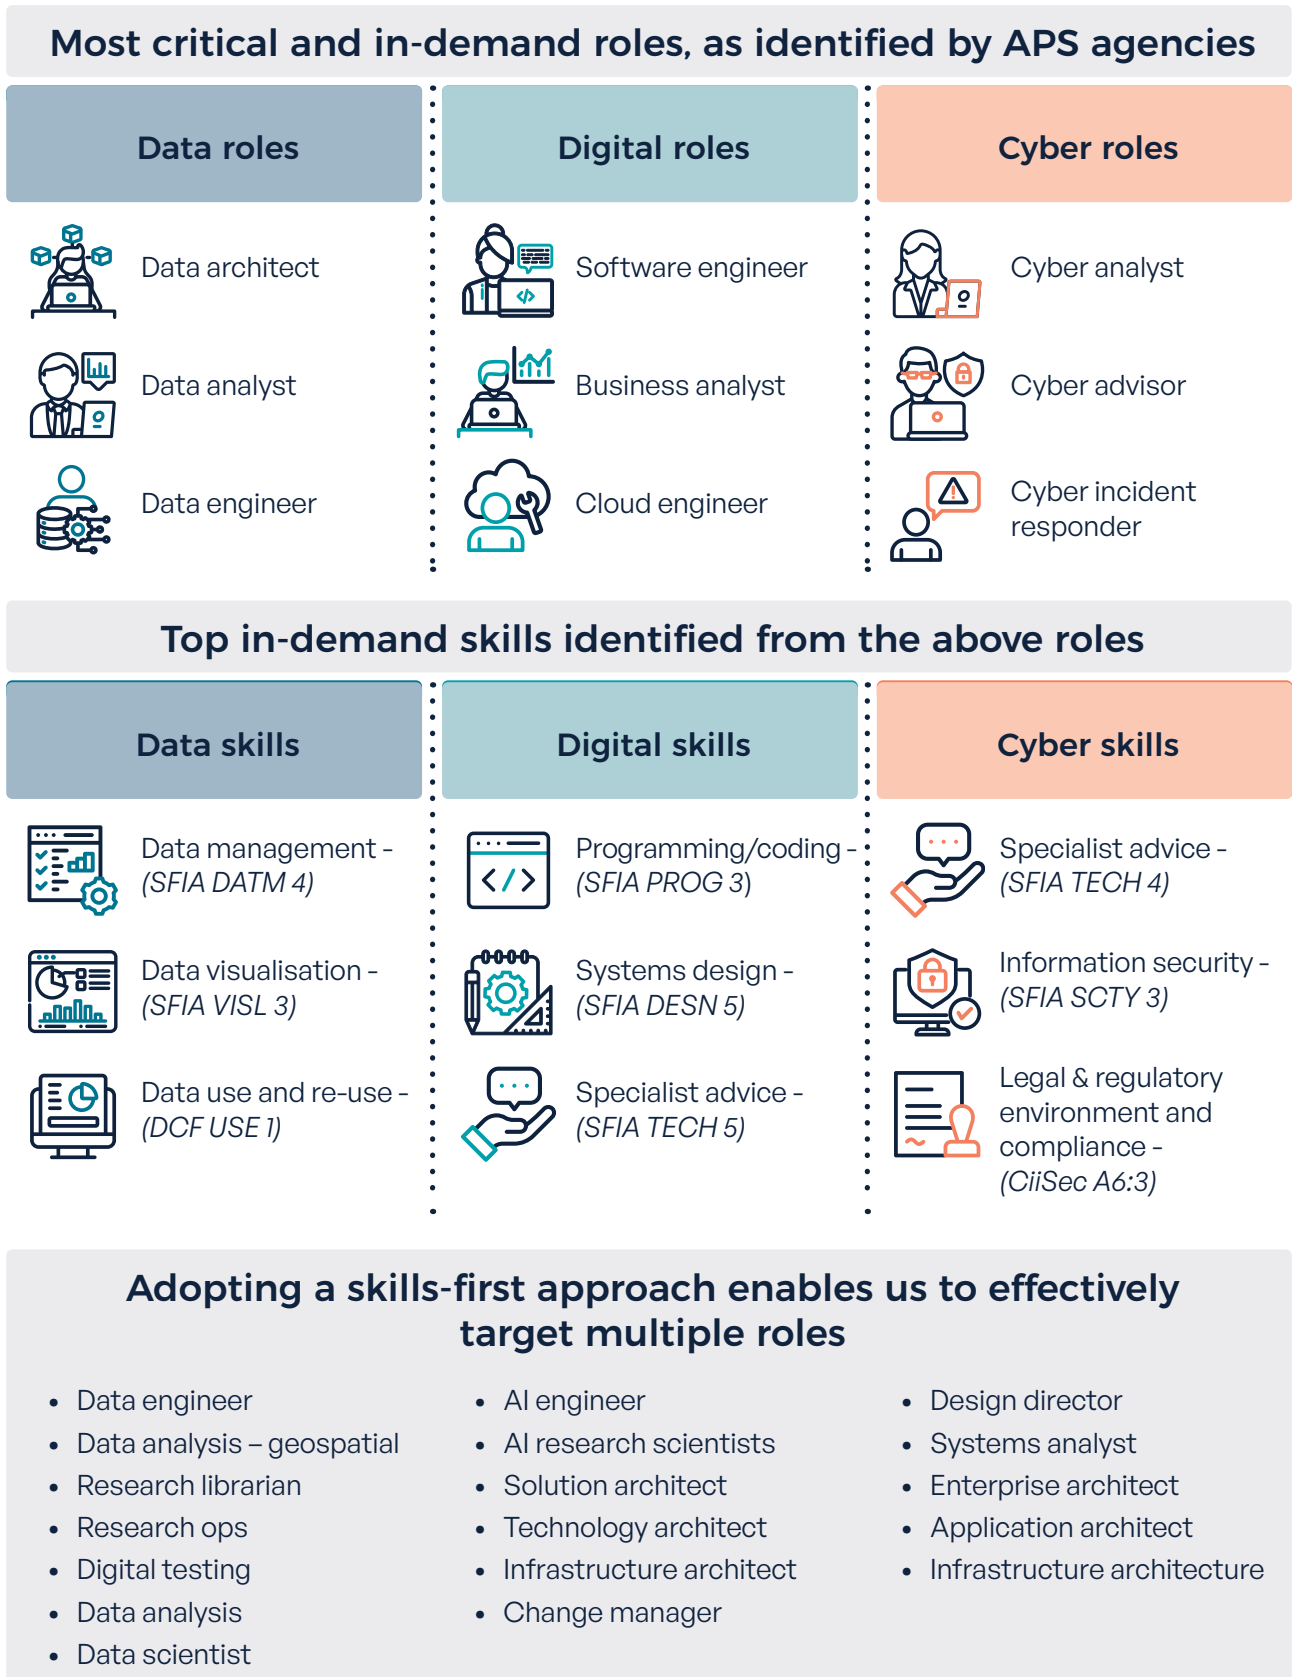 Most critical and in-demand roles, as identified by APS agencies
Data roles
Data architect
Data analyst
Data engineer
Digital roles
Software engineer
Business analyst
Cloud engineer
Cyber roles
Cyber analyst
Cyber advisor
Cyber incident
responder
Top in-demand skills identified from the above roles
Data skills
Data management -
(SFIA DATM 4)
Data visualisation -
(SFIA VISL 3)
Data use and re-use -
(DCF USE 1)
Digital skills
Programming/coding -
(SFIA PROG 3)
Systems design -
(SFIA DESN 5)
Specialist advice -
(SFIA TECH 5)
Cyber skills
Specialist advice -
(SFIA TECH 4)
Information security -
(SFIA SCTY 3)
Legal & regulatory
environment and
compliance -
(CiiSec A6:3)
Adopting a skills-first approach enables us to effectively
target multiple roles
• Data engineer
• Data analysis – geospatial
• Research librarian
• Research ops
• Digital testing
• Data analysis
• Data scientist
• AI engineer
• AI research scientists
• Solution architect
• Technology architect
• Infrastructure architect
• Change manager
• Design director
• Systems analyst
• Enterprise architect
• Application architect
• Infrastructure architecture